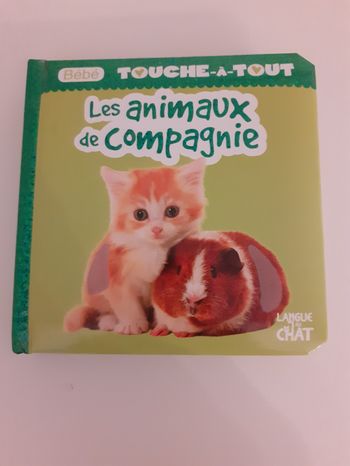 Bébé TOUCHE-À-TOUT
Les animaux
de compagnie
LANGUE
AU
CHAT